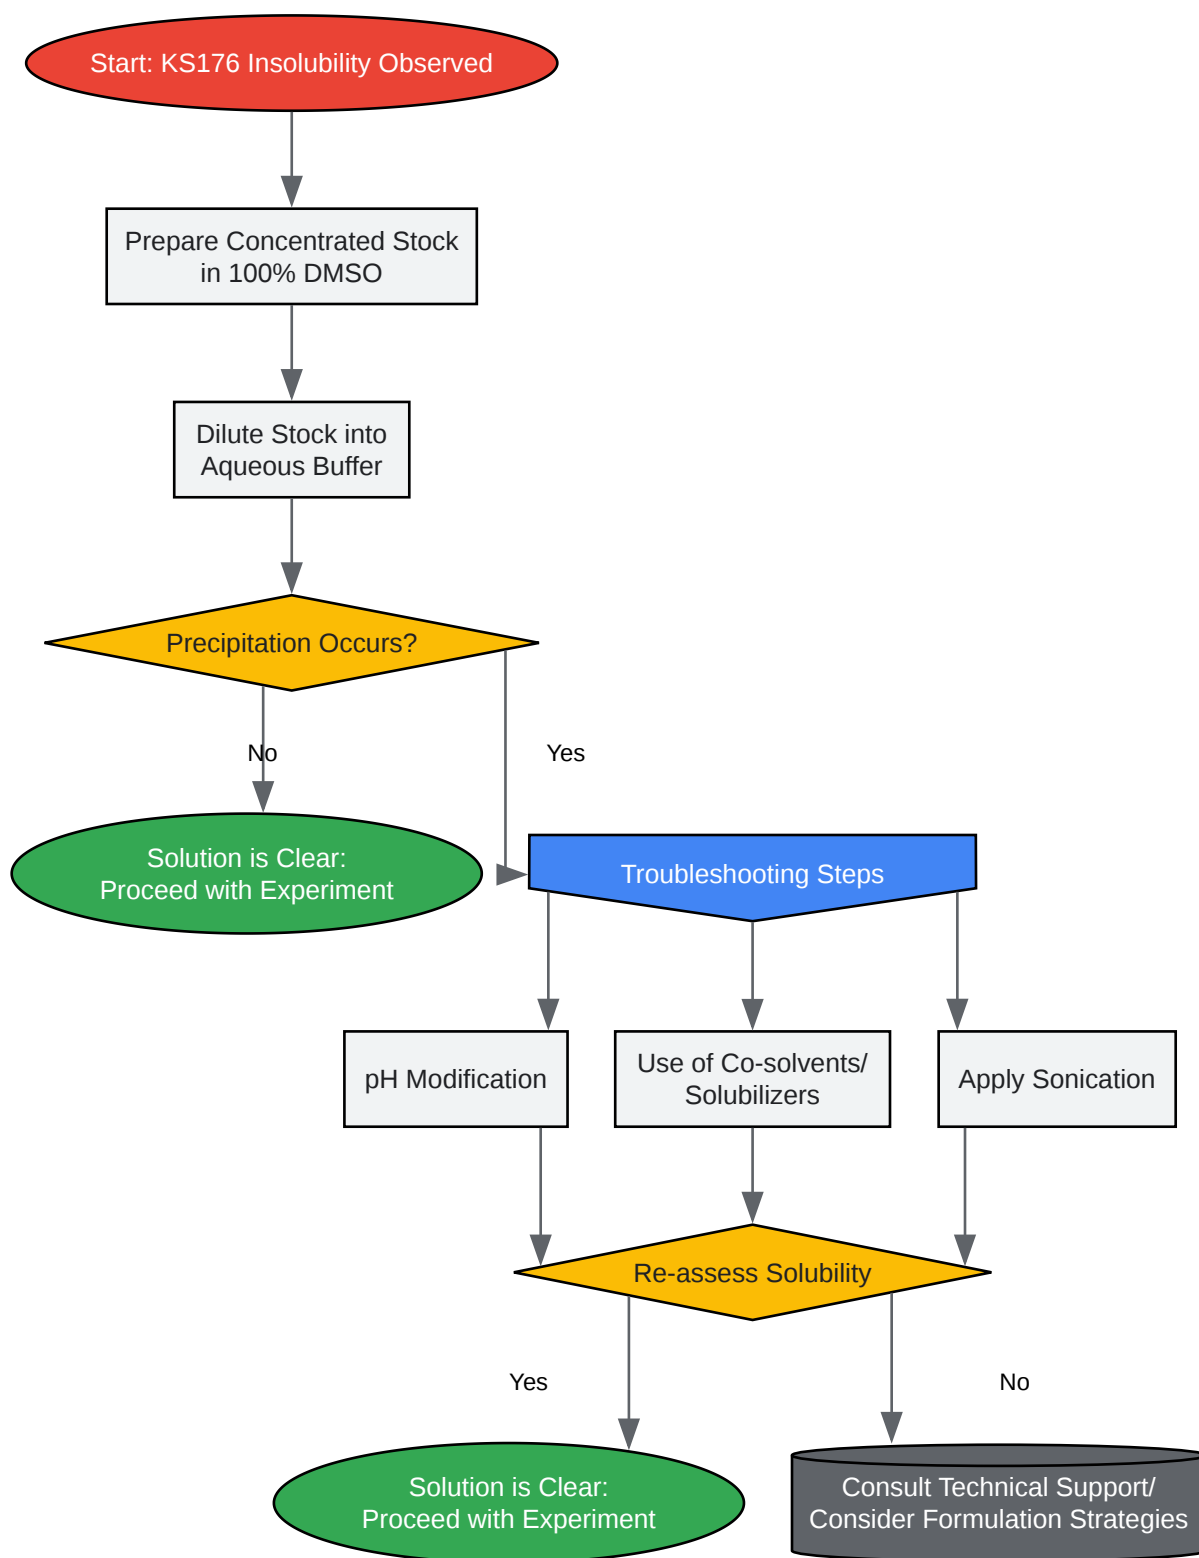 Start: KS176 Insolubility Observed
Prepare Concentrated Stock
in 100% DMSO
Dilute Stock into
Aqueous Buffer
Precipitation Occurs?
No
Yes
Solution is Clear:
Proceed with Experiment
Troubleshooting Steps
pH Modification
Use of Co-solvents/
Solubilizers
Apply Sonication
Re-assess Solubility
Yes
No
Solution is Clear:
Proceed with Experiment
Consult Technical Support/
Consider Formulation Strategies